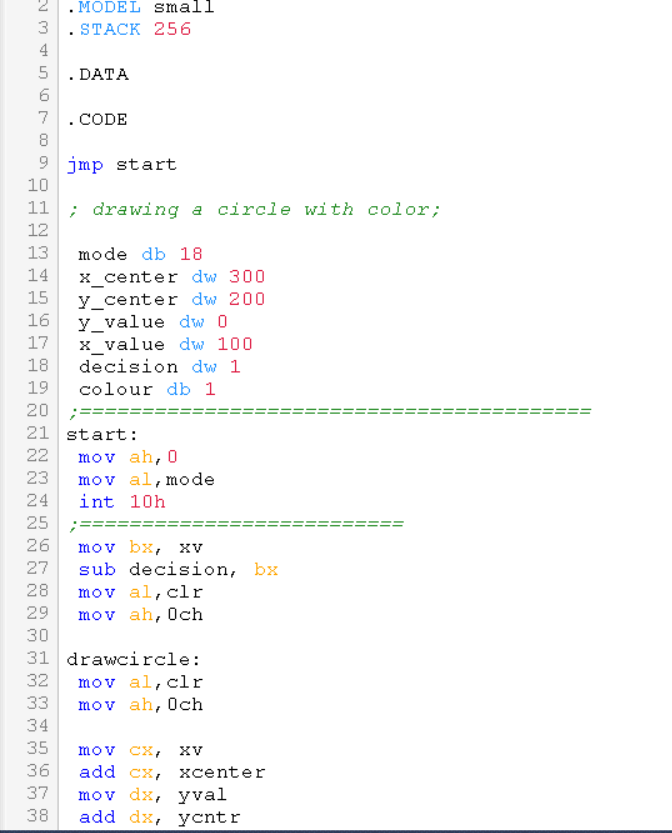 2 .MODEL small
3 .STACK 256
4
5 .DATA
6
7 .CODE
8
9 jmp start
10
11 ; drawing a circle with color;
12
13 mode db 18
14 x_center dw 300
15 y_center dw 200
16 y_value dw 0
17 x_value dw 100
18 decision dw 1
19 colour db 1
20 ;=========================================
21 start:
22 mov ah,0
23 mov al,mode
24 int 10h
25 ;==========================
26 mov bx, xv
27 sub decision, bx
28 mov al,clr
29 mov ah,0ch
30
31 drawcircle:
32 mov al,clr
33 mov ah,0ch
34
35 mov cx, xv
36 add cx, xcenter
37 mov dx, yval
38 add dx, ycntr